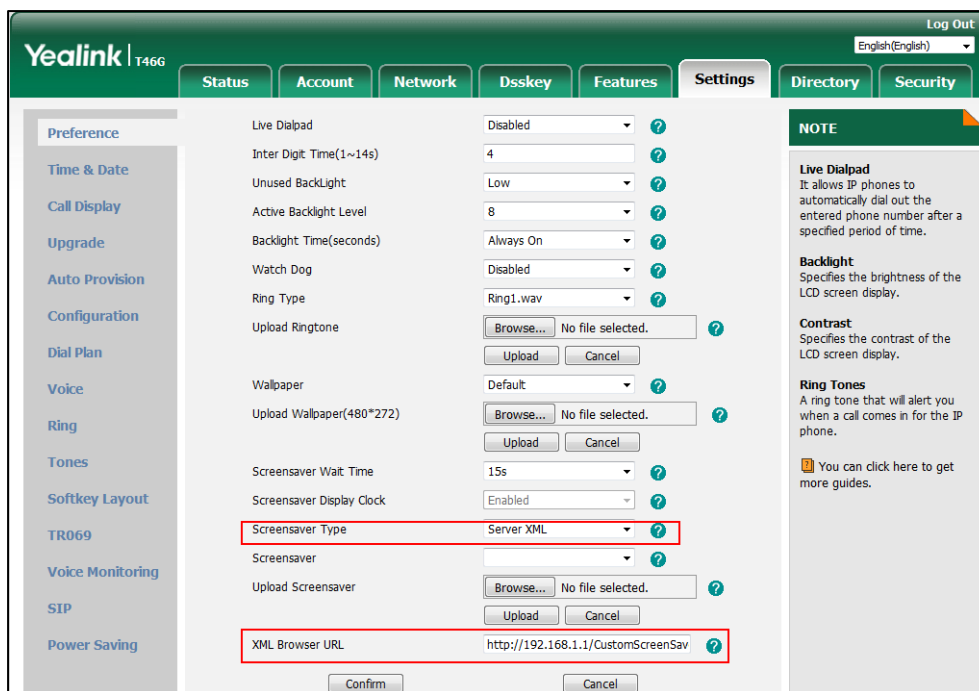 Log Out
Yealink | T46G
English(English)
Status Account Network Dsskey Features Settings Directory Security
Preference
Time & Date
Call Display
Upgrade
Auto Provision
Configuration
Dial Plan
Voice
Ring
Tones
Softkey Layout
TR069
Voice Monitoring
SIP
Power Saving
Live Dialpad Disabled ?
Inter Digit Time(1~14s) 4 ?
Unused BackLight Low ?
Active Backlight Level 8 ?
Backlight Time(seconds) Always On ?
Watch Dog Disabled ?
Ring Type Ring1.wav ?
Upload Ringtone Browse... No file selected. ?
Upload Cancel
Wallpaper Default ?
Upload Wallpaper(480*272) Browse... No file selected. ?
Upload Cancel
Screensaver Wait Time 15s ?
Screensaver Display Clock Enabled ?
Screensaver Type Server XML ?
Screensaver ?
Upload Screensaver Browse... No file selected. ?
Upload Cancel
XML Browser URL http://192.168.1.1/CustomScreenSav ?
Confirm Cancel
NOTE
Live Dialpad
It allows IP phones to
automatically dial out the
entered phone number after a
specified period of time.
Backlight
Specifies the brightness of the
LCD screen display.
Contrast
Specifies the contrast of the
LCD screen display.
Ring Tones
A ring tone that will alert you
when a call comes in for the IP
phone.
? You can click here to get
more guides.